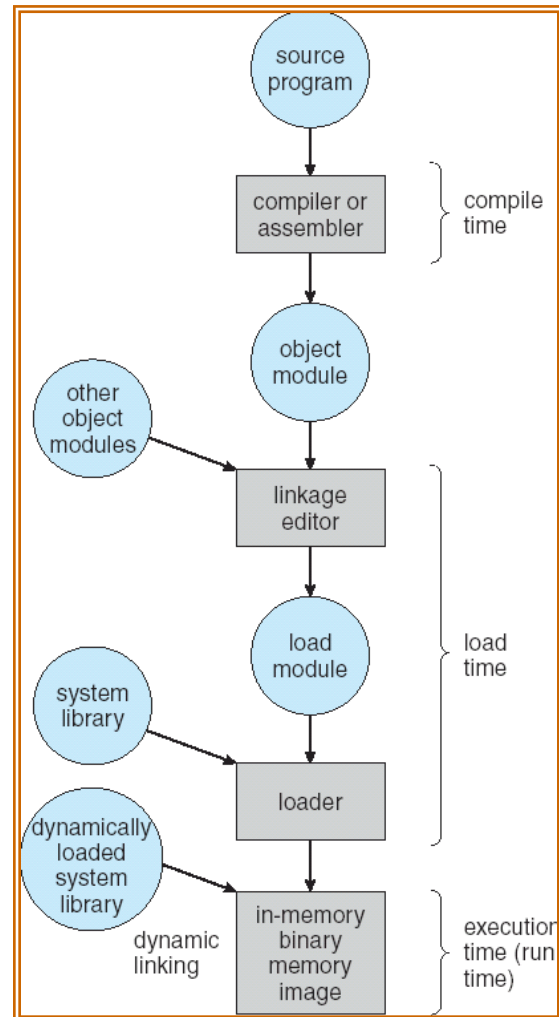 source
program
compiler or
assembler
compile
time
object
module
other
object
modules
linkage
editor
load
module
load
time
system
library
loader
dynamically
loaded
system
library
dynamic
linking
in-memory
binary
memory
image
execution
time (run
time)